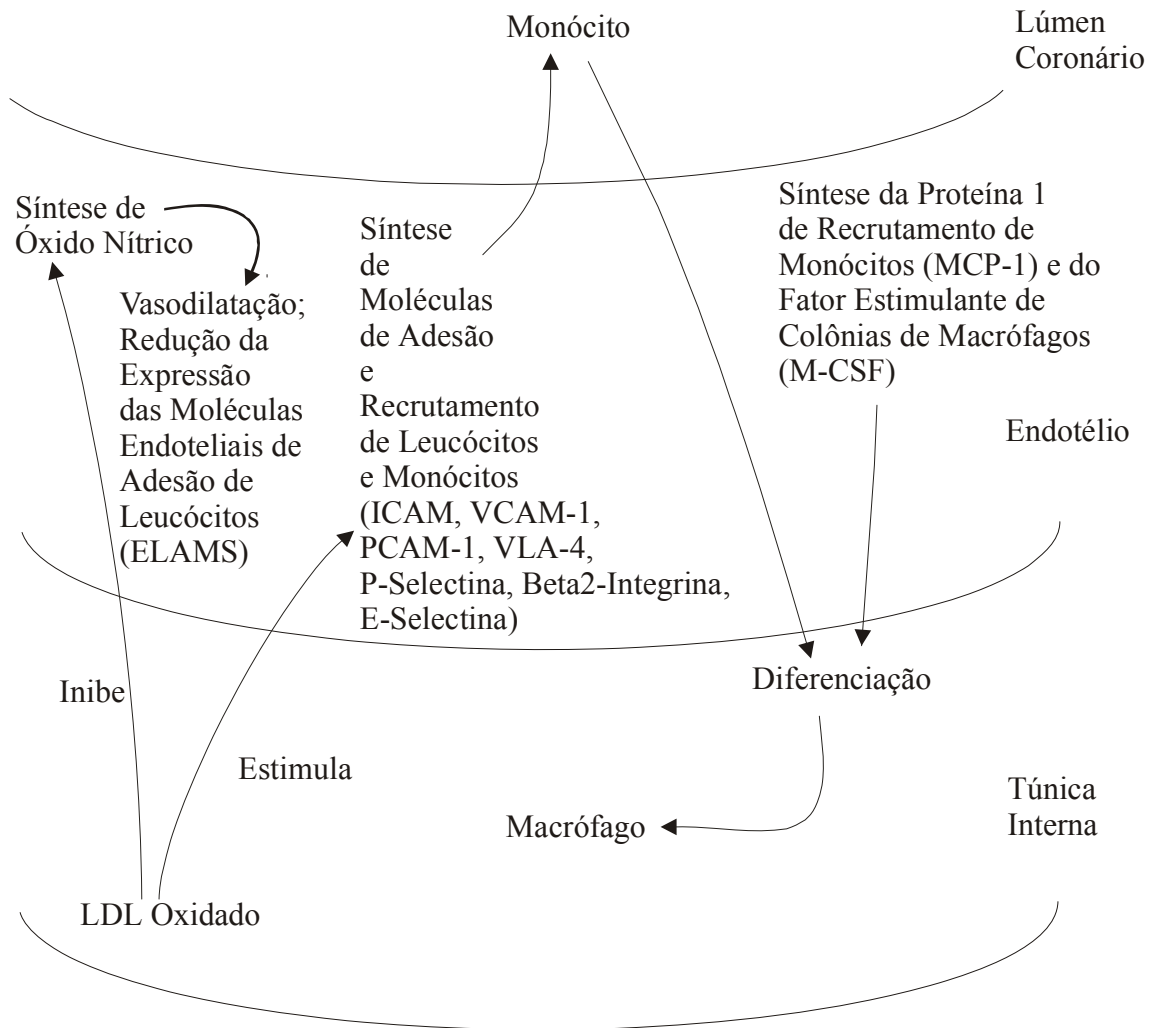 Monócito
Lúmen
Coronário
Síntese de
Óxido Nítrico
Vasodilatação;
Redução da
Expressão
das Moléculas
Endoteliais de
Adesão de
Leucócitos
(ELAMS)
Síntese
de
Moléculas
de Adesão
e
Recrutamento
de Leucócitos
e Monócitos
(ICAM, VCAM-1,
PCAM-1, VLA-4,
P-Selectina, Beta2-Integrina,
E-Selectina)
Síntese da Proteína 1
de Recrutamento de
Monócitos (MCP-1) e do
Fator Estimulante de
Colônias de Macrófagos
(M-CSF)
Endotélio
Inibe
Estimula
Diferenciação
Macrófago
Túnica
Interna
LDL Oxidado